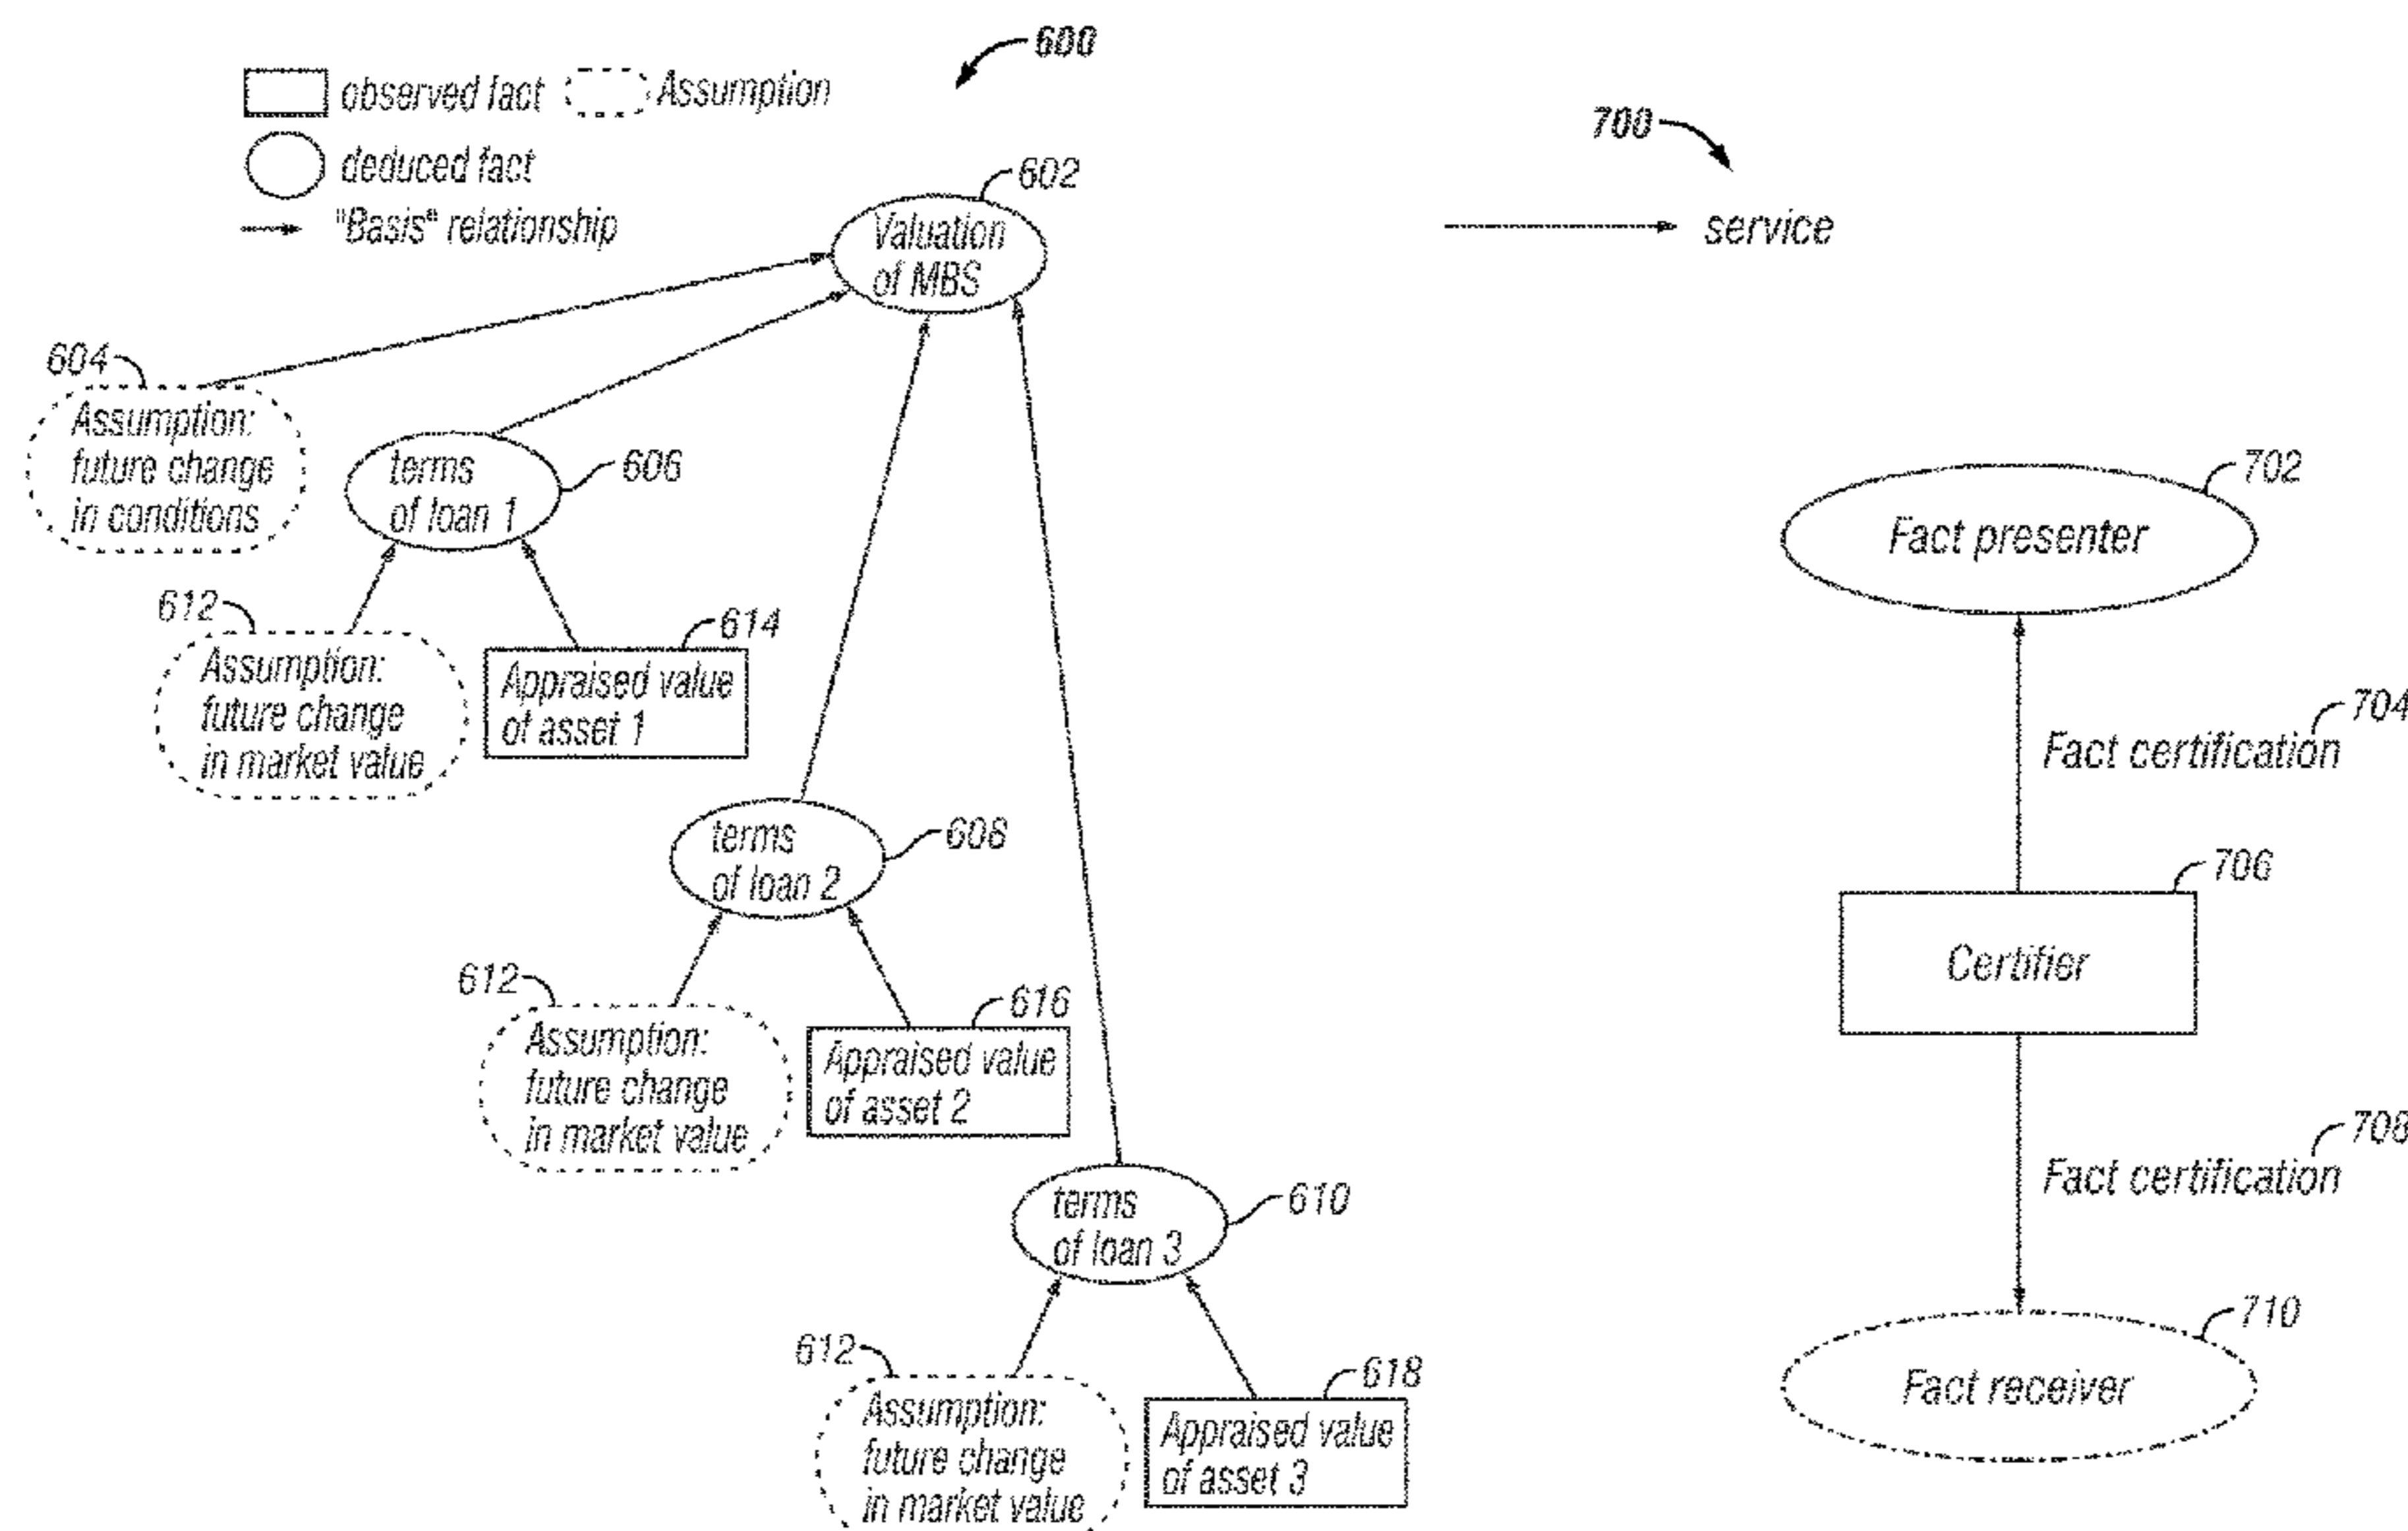 600
observed fact
Assumption
deduced fact
"Basis" relationship
602
Valuation
of MBS
604
Assumption:
future change
in conditions
terms
of loan 1
606
612
Assumption:
future change
in market value
614
Appraised value
of asset 1
terms
of loan 2
608
612
Assumption:
future change
in market value
616
Appraised value
of asset 2
terms
of loan 3
610
612
Assumption:
future change
in market value
618
Appraised value
of asset 3
700
service
702
Fact presenter
704
Fact certification
706
Certifier
708
Fact certification
710
Fact receiver